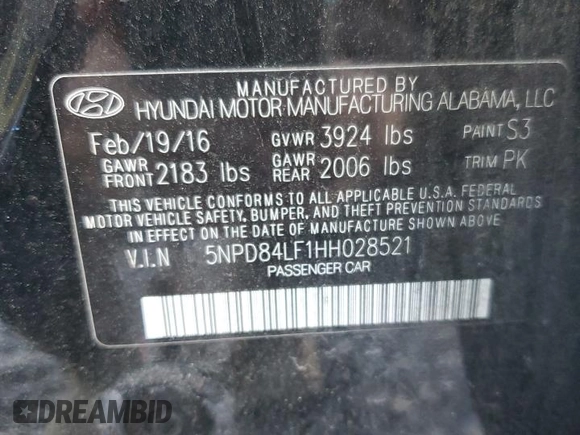 MANUFACTURED BY
HYUNDAI MOTOR MANUFACTURING ALABAMA, LLC
Feb/19/16 GVWR 3924 lbs PAINT S3
GAWR FRONT 2183 lbs GAWR REAR 2006 lbs TRIM PK
THIS VEHICLE CONFORMS TO ALL APPLICABLE U.S.A. FEDERAL
MOTOR VEHICLE SAFETY, BUMPER, AND THEFT PREVENTION STANDARDS
IN EFFECT ON THE DATE OF MANUFACTURE SHOWN ABOVE.
V.I.N 5NPD84LF1HH028521
PASSENGER CAR
DREAMBID